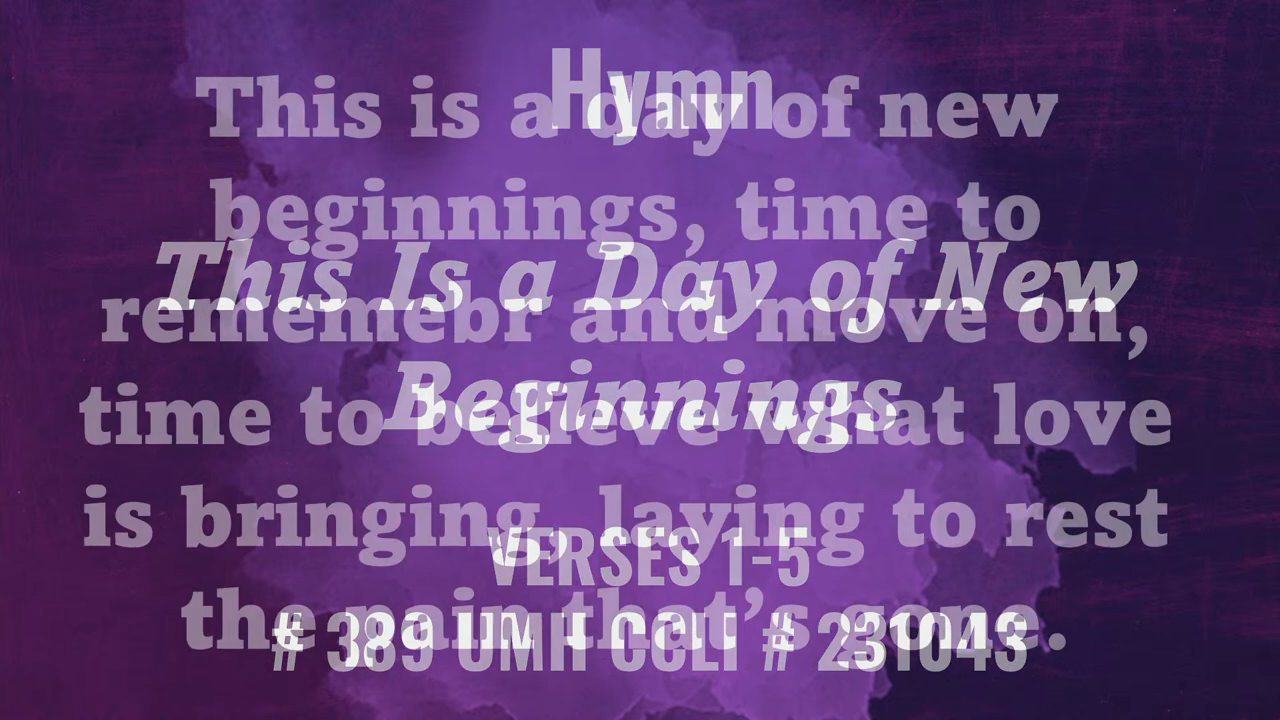 Hymn
This is a day of new
beginnings, time to
This Is a Day of New
rememebr and move on,
Beginnings
time to believe what love
is bringing, laying to rest
VERSES 1-5
the pain that’s gone.
# 389 UMH CCLI # 231043